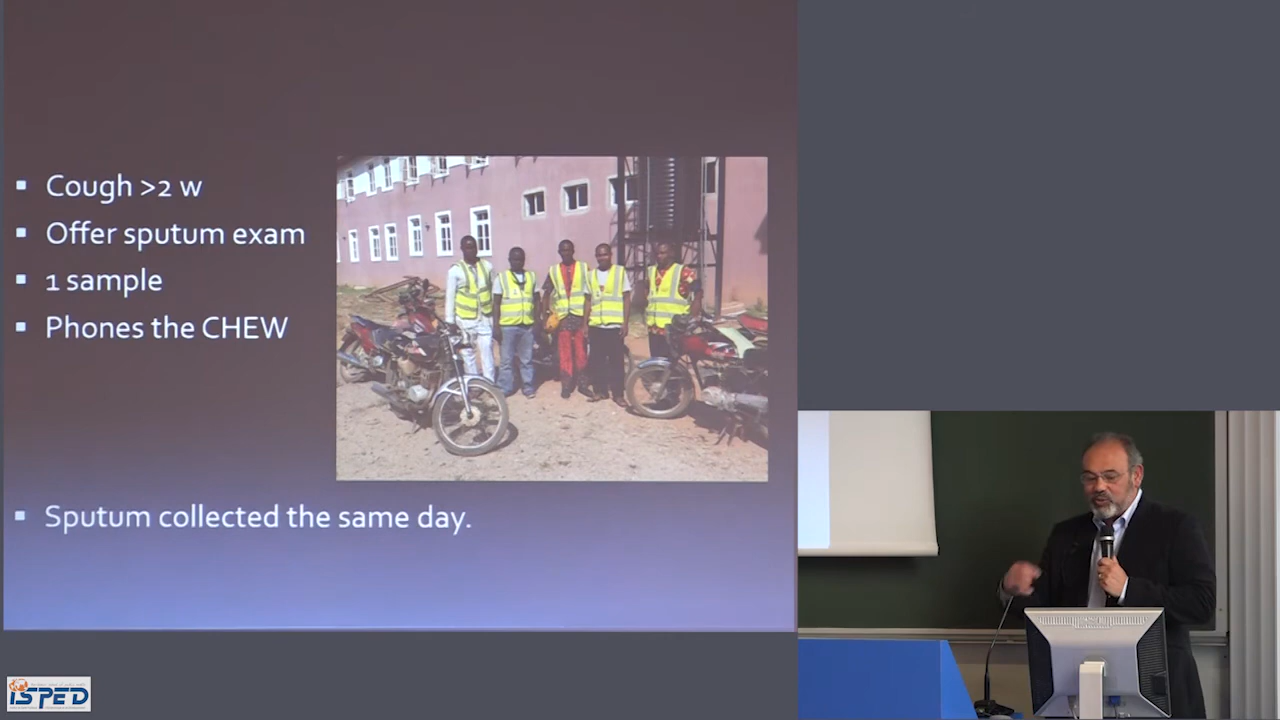 Cough >2 w
Offer sputum exam
1 sample
Phones the CHEW
Sputum collected the same day.
ISPED